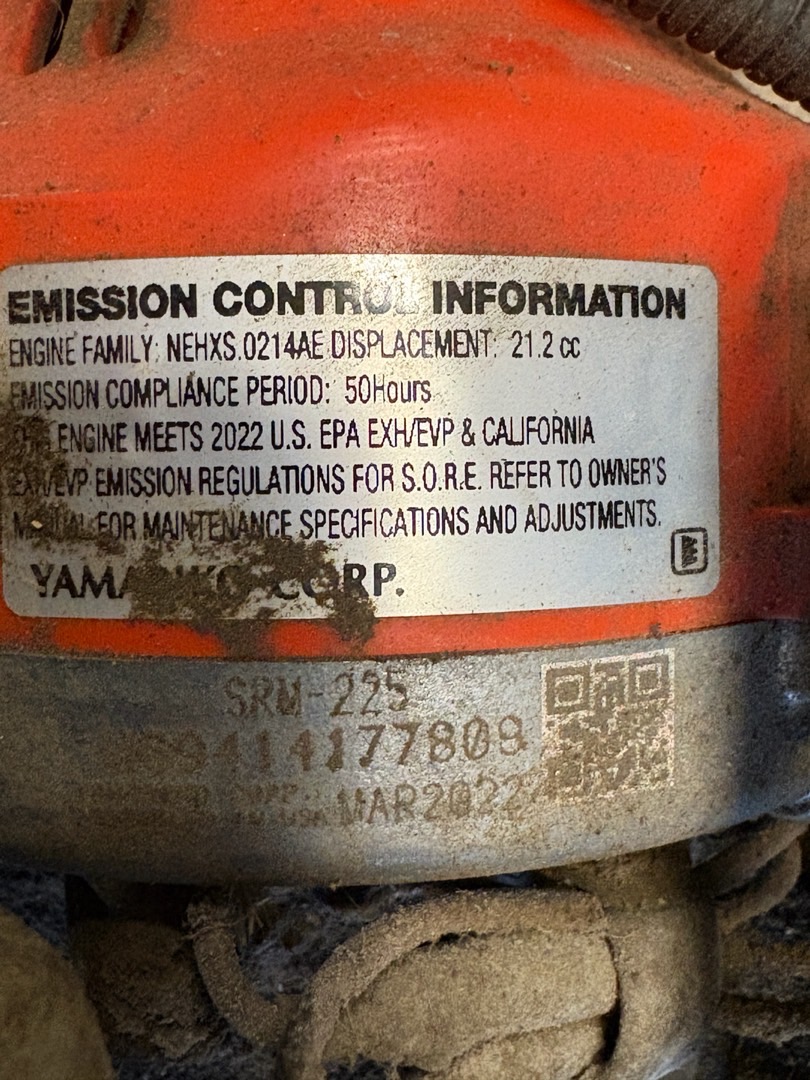 EMISSION CONTROL INFORMATION
ENGINE FAMILY: NEHXS.0214AE DISPLACEMENT: 21.2 cc
EMISSION COMPLIANCE PERIOD: 50Hours
ENGINE MEETS 2022 U.S. EPA EXH/EVP & CALIFORNIA
EXH/EVP EMISSION REGULATIONS FOR S.O.R.E. REFER TO OWNER'S
MANUAL FOR MAINTENANCE SPECIFICATIONS AND ADJUSTMENTS.
YAMABIKO CORP.
SRM-225
MAR2022